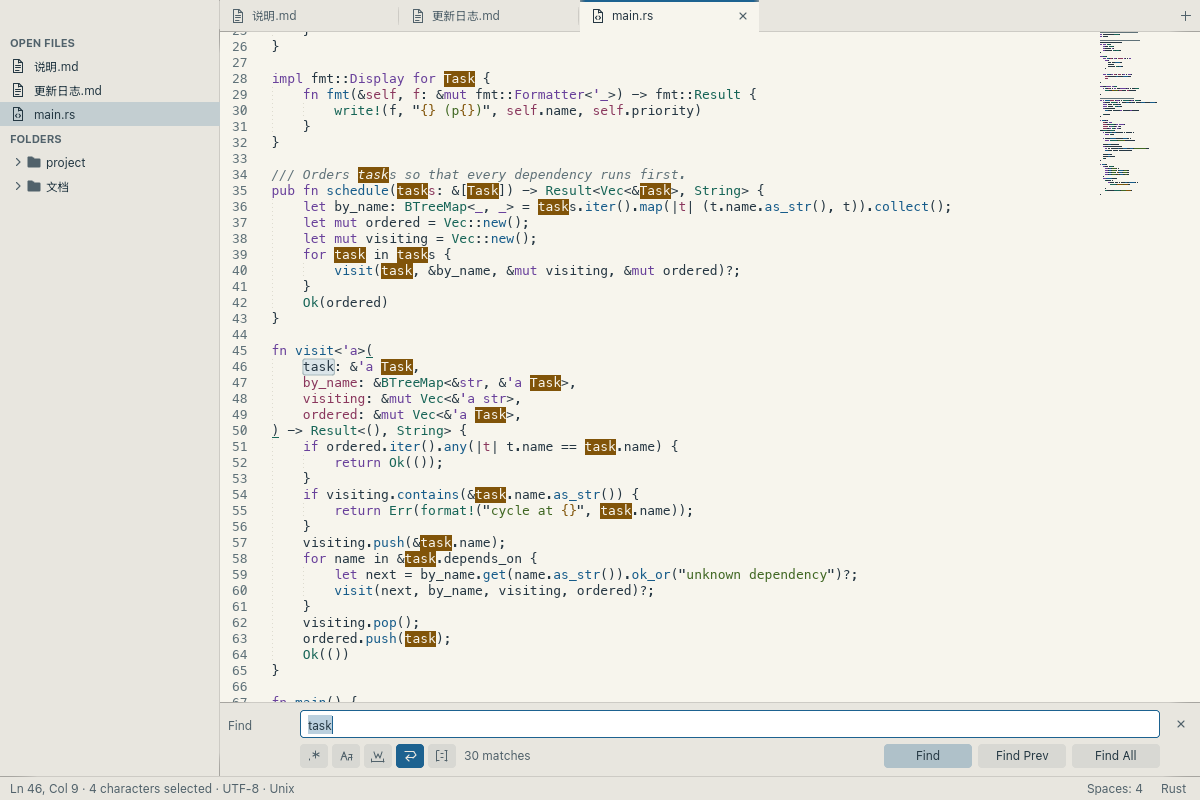 说明.md
更新日志.md
main.rs
OPEN FILES
说明.md
更新日志.md
main.rs
FOLDERS
project
文档
26 }
27
28 impl fmt::Display for Task {
29     fn fmt(&self, f: &mut fmt::Formatter<'_>) -> fmt::Result {
30         write!(f, "{} (p{})", self.name, self.priority)
31     }
32 }
33
34 /// Orders tasks so that every dependency runs first.
35 pub fn schedule(tasks: &[Task]) -> Result<Vec<&Task>, String> {
36     let by_name: BTreeMap<_, _> = tasks.iter().map(|t| (t.name.as_str(), t)).collect();
37     let mut ordered = Vec::new();
38     let mut visiting = Vec::new();
39     for task in tasks {
40         visit(task, &by_name, &mut visiting, &mut ordered)?;
41     }
42     Ok(ordered)
43 }
44
45 fn visit<'a>(
46     task: &'a Task,
47     by_name: &BTreeMap<&str, &'a Task>,
48     visiting: &mut Vec<&'a str>,
49     ordered: &mut Vec<&'a Task>,
50 ) -> Result<(), String> {
51     if ordered.iter().any(|t| t.name == task.name) {
52         return Ok(());
53     }
54     if visiting.contains(&task.name.as_str()) {
55         return Err(format!("cycle at {}", task.name));
56     }
57     visiting.push(&task.name);
58     for name in &task.depends_on {
59         let next = by_name.get(name.as_str()).ok_or("unknown dependency")?;
60         visit(next, by_name, visiting, ordered)?;
61     }
62     visiting.pop();
63     ordered.push(task);
64     Ok(())
65 }
66
67 fn main() {
Find
task
.* Aa W [-] 30 matches
Find
Find Prev
Find All
Ln 46, Col 9 · 4 characters selected · UTF-8 · Unix
Spaces: 4
Rust